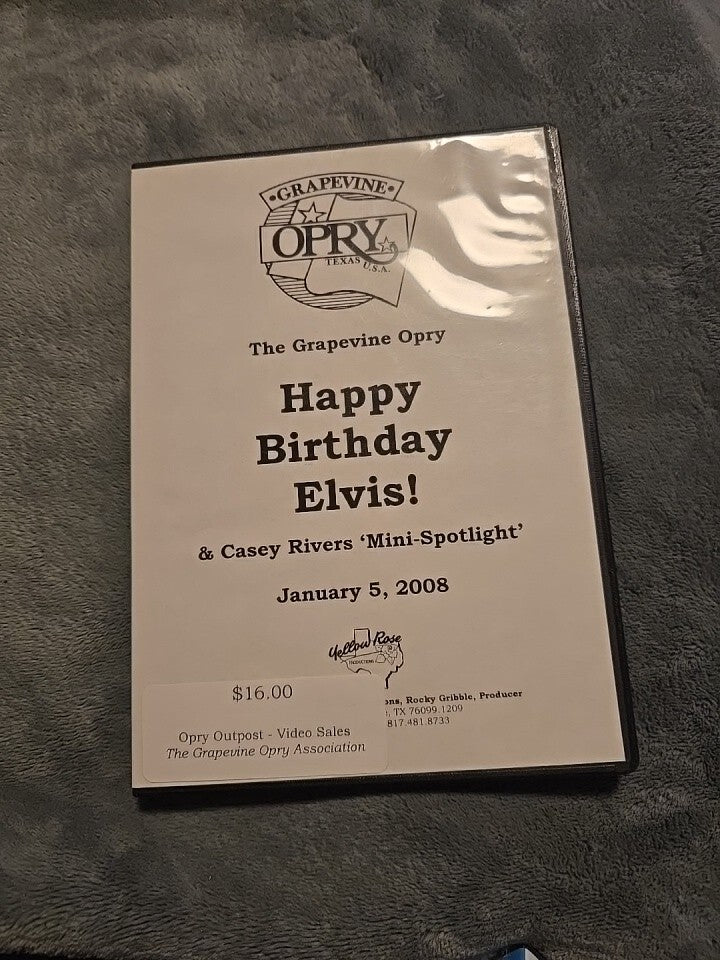 •GRAPEVINE•
OPRY
TEXAS U.S.A.
The Grapevine Opry
Happy
Birthday
Elvis!
& Casey Rivers ‘Mini-Spotlight’
January 5, 2008
Yellow Rose
PRODUCTIONS
ons, Rocky Gribble, Producer
, TX 76099.1209
817.481.8733
$16.00
Opry Outpost - Video Sales
The Grapevine Opry Association